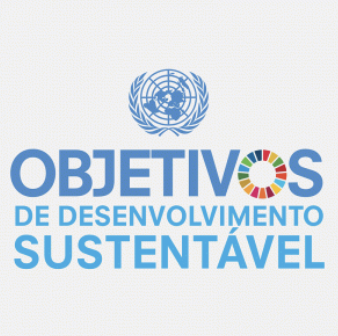 OBJETIVOS
DE DESENVOLVIMENTO
SUSTENTÁVEL